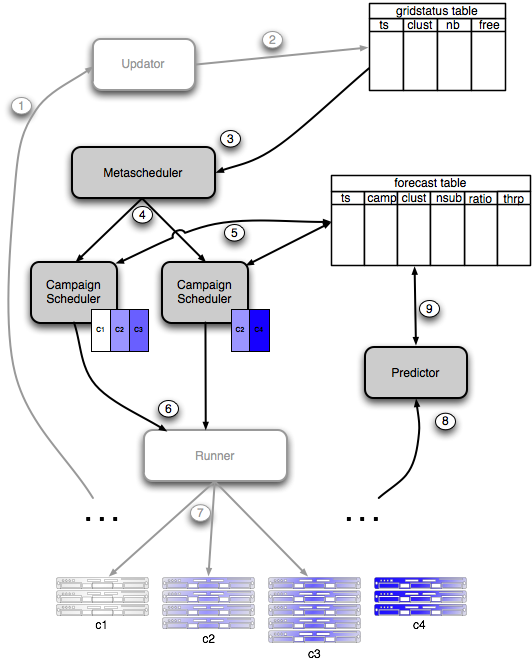 gridstatus table
ts clust nb free
2
Updator
1
3
Metascheduler
forecast table
ts camp clust nsub ratio thrp
4
5
Campaign
Scheduler
Campaign
Scheduler
C1 C2 C3
C2 C4
9
Predictor
6
8
Runner
7
...
...
c1
c2
c3
c4